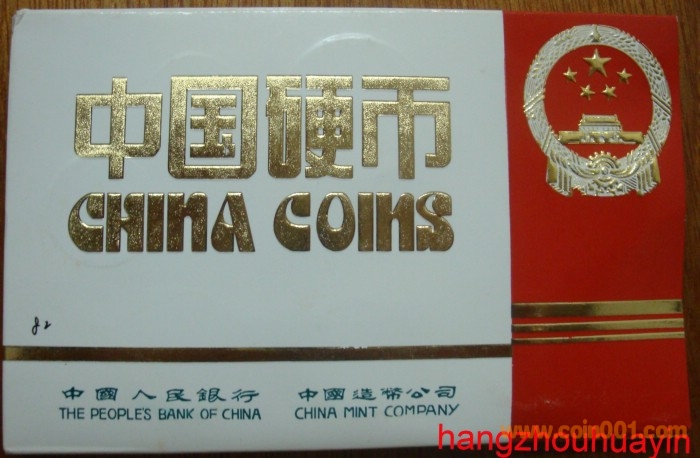 中国硬币
CHINA COINS
82
中國人民銀行 中國造幣公司
THE PEOPLE'S BANK OF CHINA CHINA MINT COMPANY
www.coin001.com
hangzhouhuayin